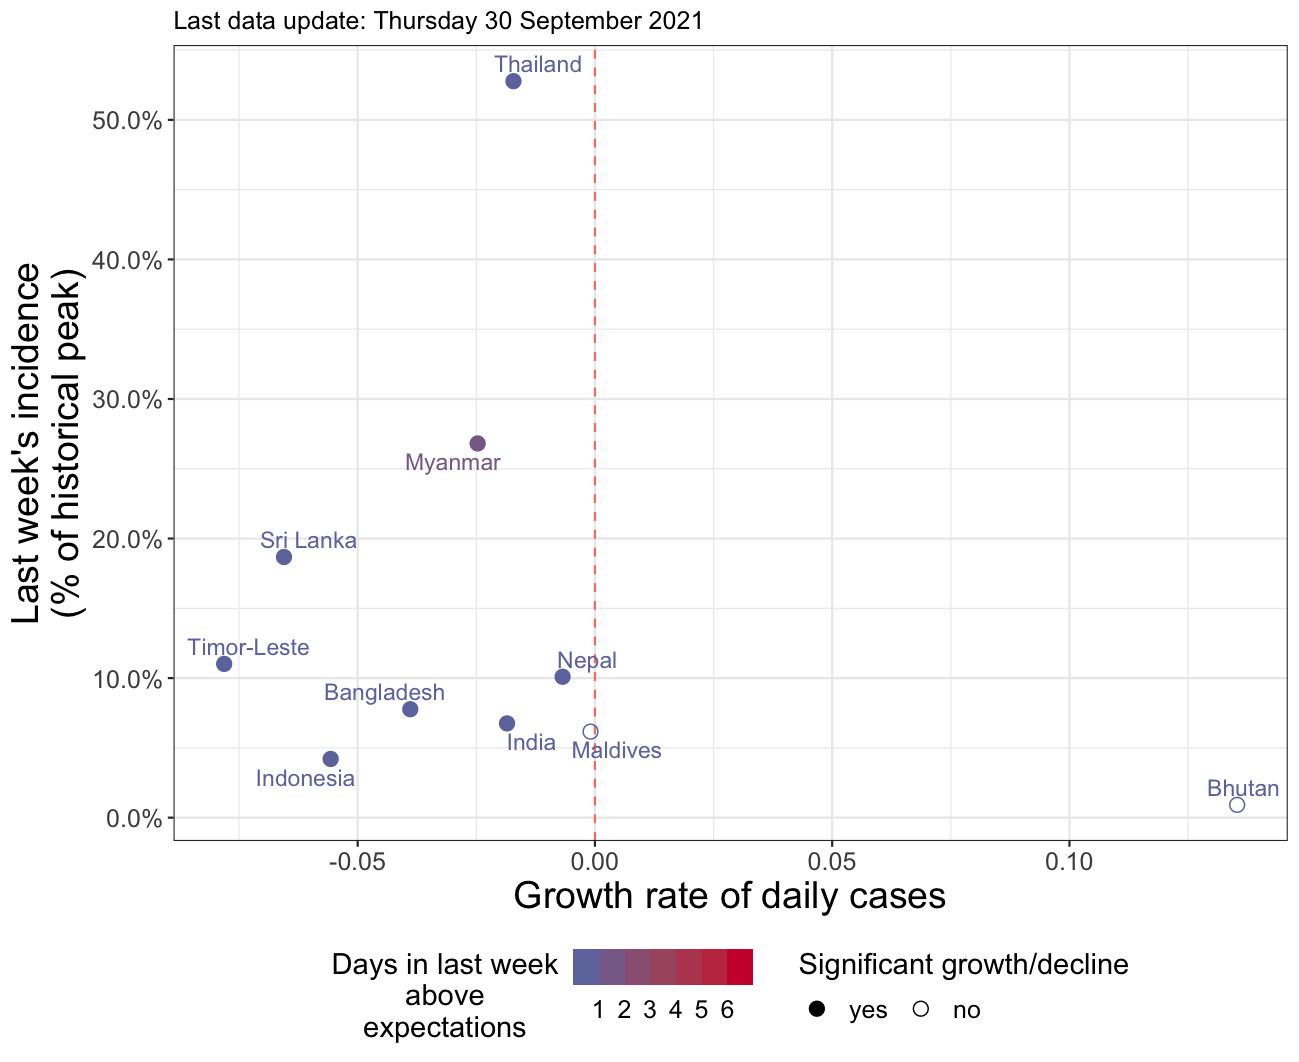 Last data update: Thursday 30 September 2021
Thailand
50.0%
40.0%
30.0%
Myanmar
Sri Lanka
20.0%
Timor-Leste
Nepal
10.0%
Bangladesh
India
Maldives
Indonesia
Bhutan
0.0%
Last week's incidence
(% of historical peak)
-0.05
0.00
0.05
0.10
Growth rate of daily cases
Days in last week
above
expectations
1 2 3 4 5 6
Significant growth/decline
yes no